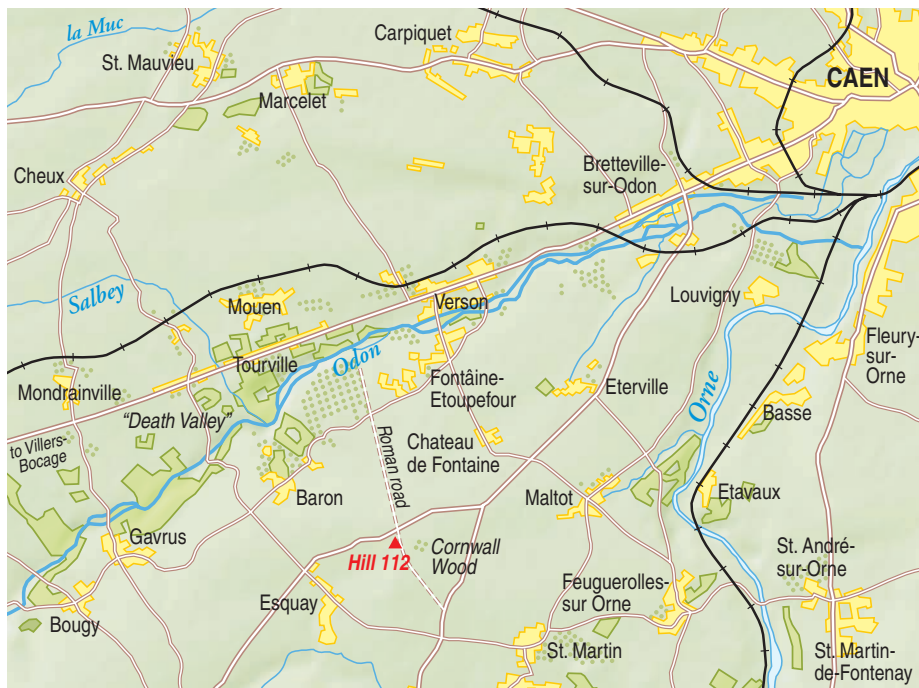 la Muc
St. Mauvieu
Carpiquet
CAEN
Marcelet
Cheux
Bretteville-
sur-Odon
Salbey
Mouen
Verson
Louvigny
Fleury-
sur-
Orne
Tourville
Odon
Mondrainville
Fontâine-
Etoupefour
Eterville
Orne
Basse
"Death Valley"
to Villers-
Bocage
Roman road
Chateau
de Fontaine
Baron
Maltot
Etavaux
Gavrus
Hill 112
Cornwall
Wood
St. André-
sur-Orne
Esquay
Feuguerolles-
sur Orne
Bougy
St. Martin
St. Martin-
de-Fontenay